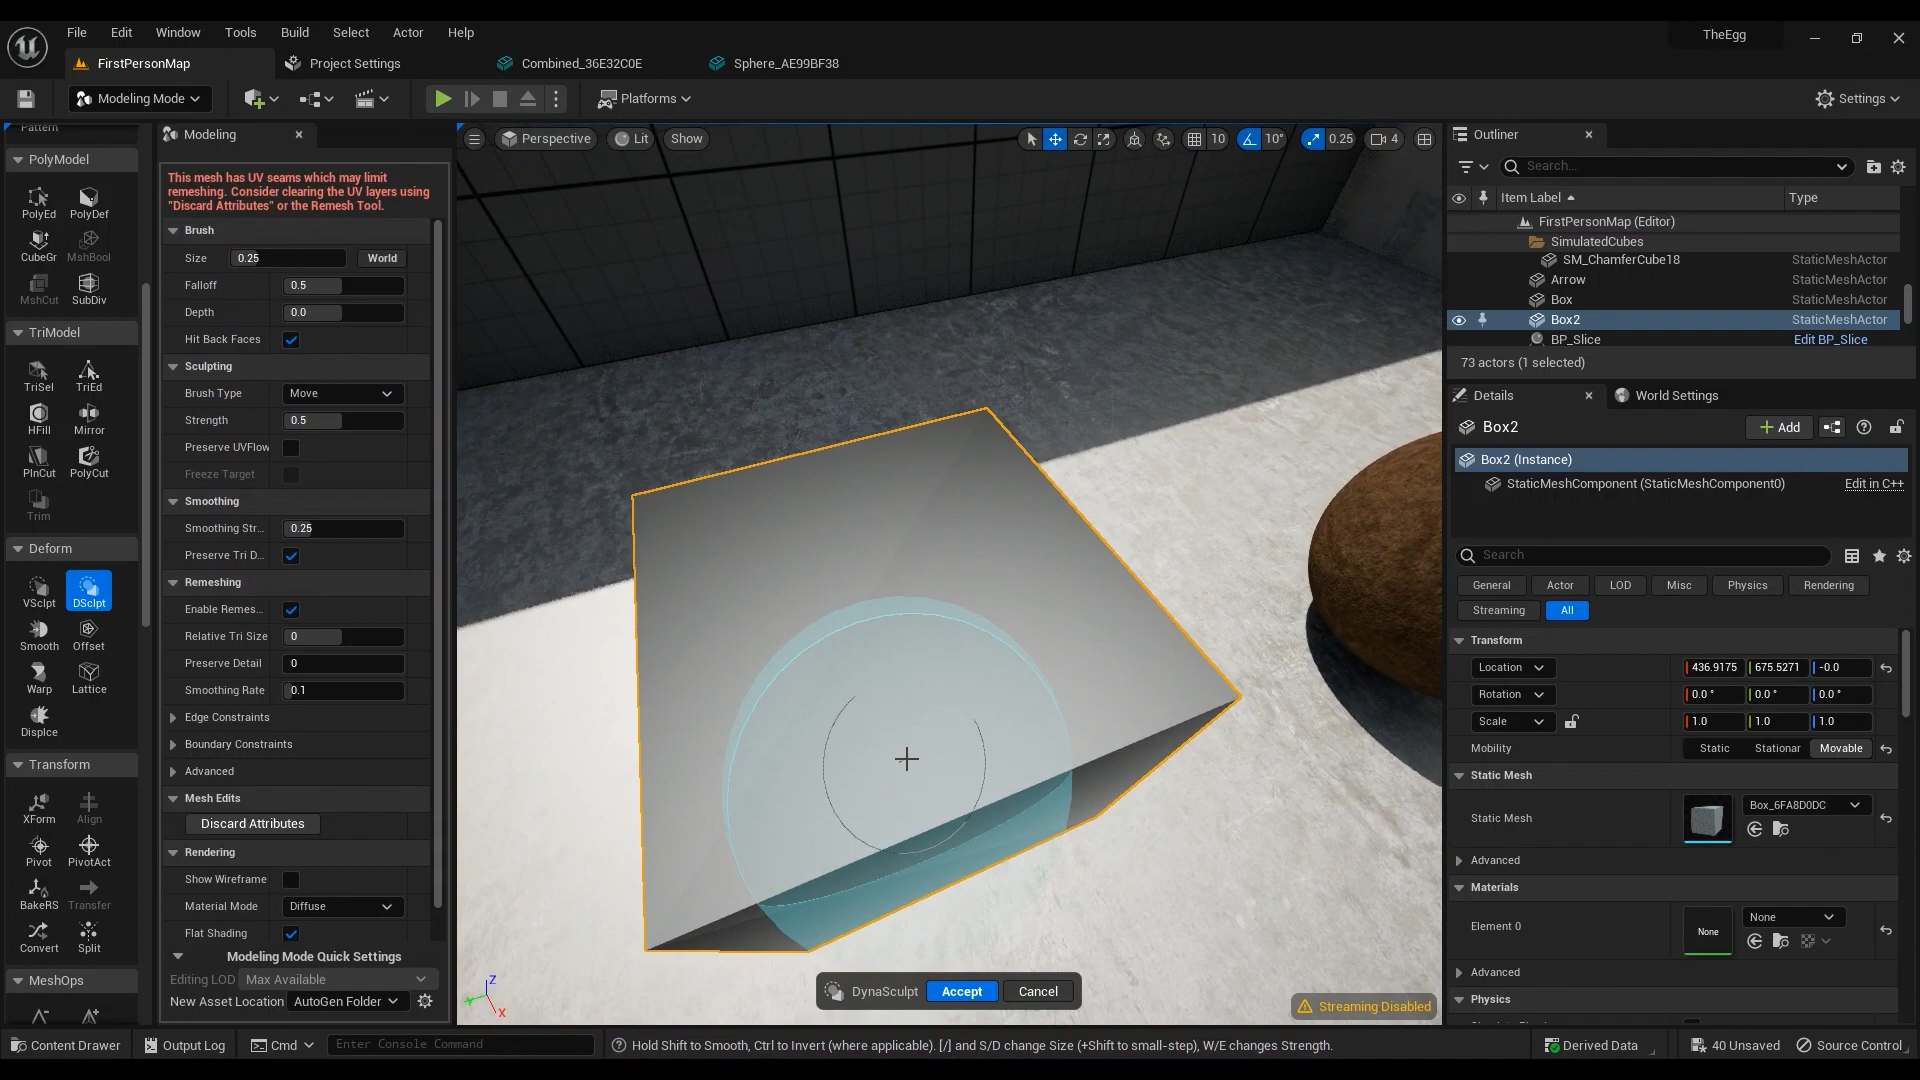 File Edit Window Tools Build Select Actor Help
TheEgg
FirstPersonMap Project Settings Combined_36E32C0E Sphere_AE99BF38
Modeling Mode Platforms Settings
Pattern
PolyModel
PolyEd PolyDef
CubeGr MshBool
MshCut SubDiv
TriModel
TriSel TriEd
HFill Mirror
PlnCut PolyCut
Trim
Deform
VSclpt DSclpt
Smooth Offset
Warp Lattice
Displce
Transform
XForm Align
Pivot PivotAct
BakeRS Transfer
Convert Split
MeshOps
Modeling
This mesh has UV seams which may limit
remeshing. Consider clearing the UV layers using
"Discard Attributes" or the Remesh Tool.
Brush
Size 0.25 World
Falloff 0.5
Depth 0.0
Hit Back Faces
Sculpting
Brush Type Move
Strength 0.5
Preserve UVFlow
Freeze Target
Smoothing
Smoothing Str... 0.25
Preserve Tri D...
Remeshing
Enable Remes...
Relative Tri Size 0
Preserve Detail 0
Smoothing Rate 0.1
Edge Constraints
Boundary Constraints
Advanced
Mesh Edits
Discard Attributes
Rendering
Show Wireframe
Material Mode Diffuse
Flat Shading
Modeling Mode Quick Settings
Editing LOD Max Available
New Asset Location AutoGen Folder
Perspective Lit Show 10 10° 0.25 4
Z
X
DynaSculpt Accept Cancel
Streaming Disabled
Outliner
Search...
Item Label Type
FirstPersonMap (Editor)
SimulatedCubes
SM_ChamferCube18 StaticMeshActor
Arrow StaticMeshActor
Box StaticMeshActor
Box2 StaticMeshActor
BP_Slice Edit BP_Slice
73 actors (1 selected)
Details World Settings
Box2 Add
Box2 (Instance)
StaticMeshComponent (StaticMeshComponent0) Edit in C++
Search
General Actor LOD Misc Physics Rendering
Streaming All
Transform
Location 436.9175 675.5271 -0.0
Rotation 0.0 ° 0.0 ° 0.0 °
Scale 1.0 1.0 1.0
Mobility Static Stationar Movable
Static Mesh
Static Mesh Box_6FA8D0DC
Advanced
Materials
Element 0 None None
Advanced
Physics
Content Drawer Output Log Cmd Enter Console Command Hold Shift to Smooth, Ctrl to Invert (where applicable). [/] and S/D change Size (+Shift to small-step), W/E changes Strength. Derived Data 40 Unsaved Source Control